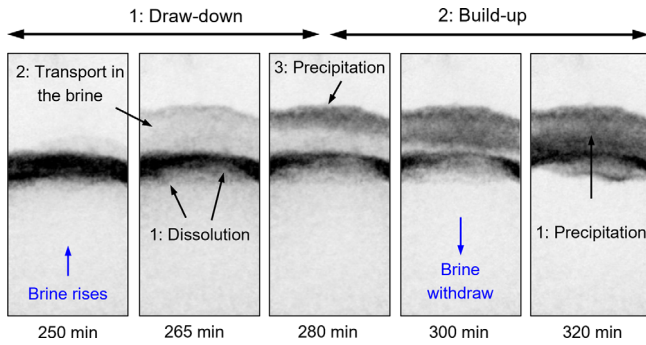 1: Draw-down
2: Build-up
2: Transport in
the brine
3: Precipitation
1: Dissolution
1: Precipitation
Brine rises
Brine
withdraw
250 min
265 min
280 min
300 min
320 min